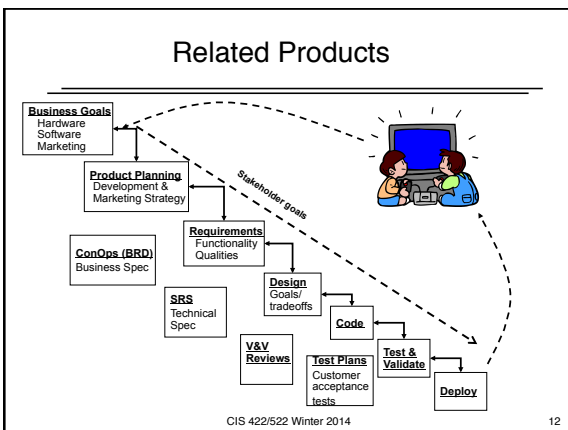 Related Products
Business Goals
Hardware
Software
Marketing
Product Planning
Development &
Marketing Strategy
Stakeholder goals
Requirements
Functionality
Qualities
ConOps (BRD)
Business Spec
Design
Goals/
tradeoffs
SRS
Technical
Spec
Code
V&V
Reviews
Test &
Validate
Test Plans
Customer
acceptance
tests
Deploy
CIS 422/522 Winter 2014
12